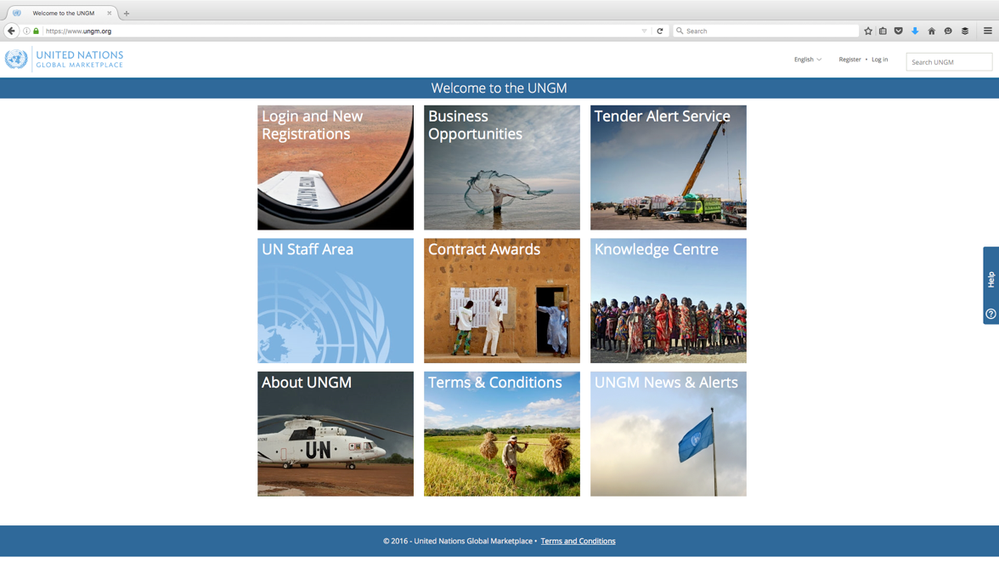 Welcome to the UNGM
https://www.ungm.org
Search
UNITED NATIONS
GLOBAL MARKETPLACE
English
Register • Log in
Search UNGM
Welcome to the UNGM
Login and New
Registrations
Business
Opportunities
Tender Alert Service
UN Staff Area
Contract Awards
Knowledge Centre
Help
About UNGM
UN
Terms & Conditions
UNGM News & Alerts
© 2016 - United Nations Global Marketplace • Terms and Conditions